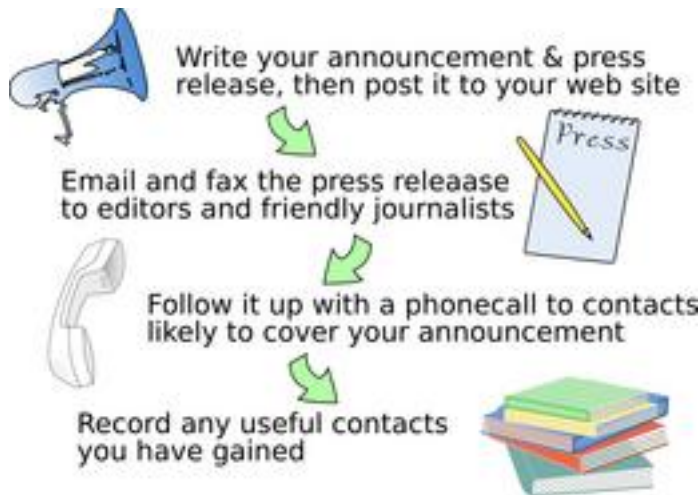 Write your announcement & press
release, then post it to your web site
Press
Email and fax the press releaase
to editors and friendly journalists
Follow it up with a phonecall to contacts
likely to cover your announcement
Record any useful contacts
you have gained